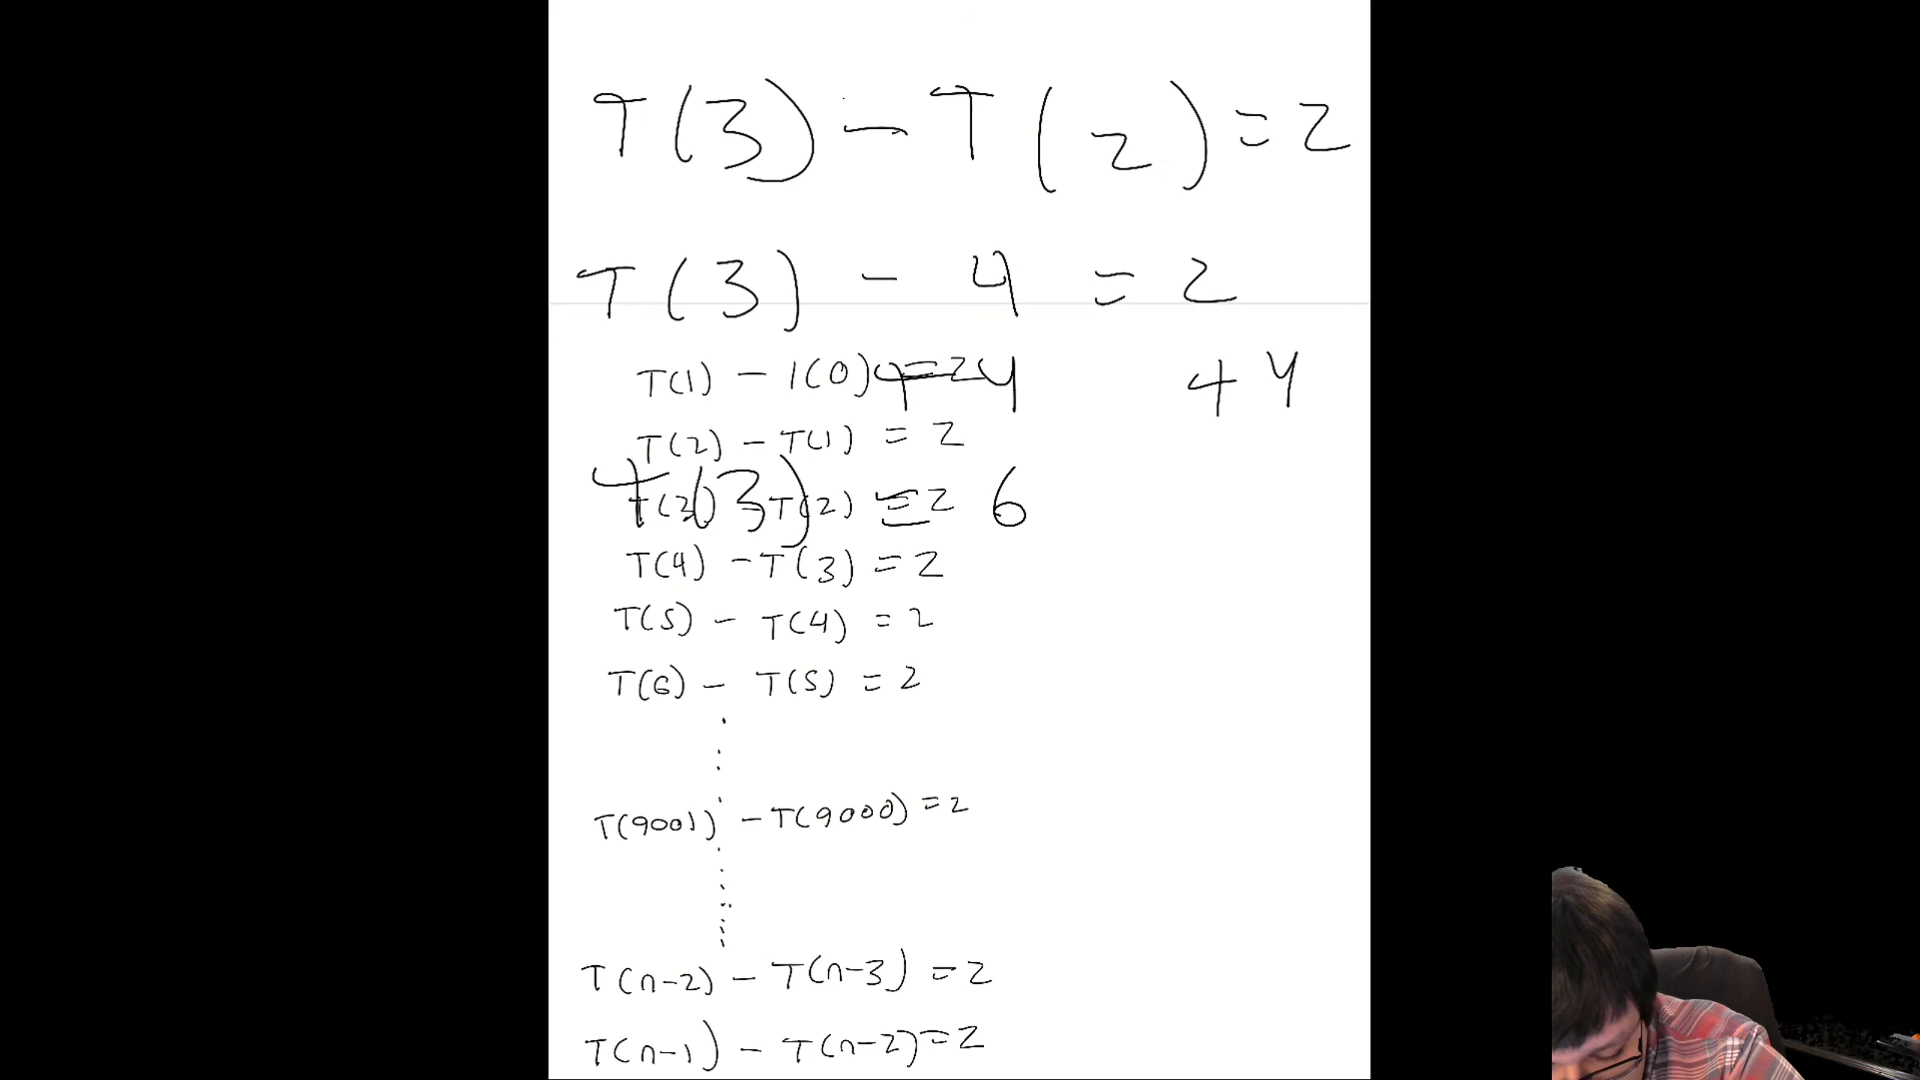 T(3) - T(2) = 2
T(3) - 4 = 2
T(1) - T(0) = 2
+4 +4
T(2) - T(1) = 2
T(3) - T(2) = 2
T(3) = 6
T(4) - T(3) = 2
T(5) - T(4) = 2
T(6) - T(5) = 2
T(9001) - T(9000) = 2
T(n-2) - T(n-3) = 2
T(n-1) - T(n-2) = 2